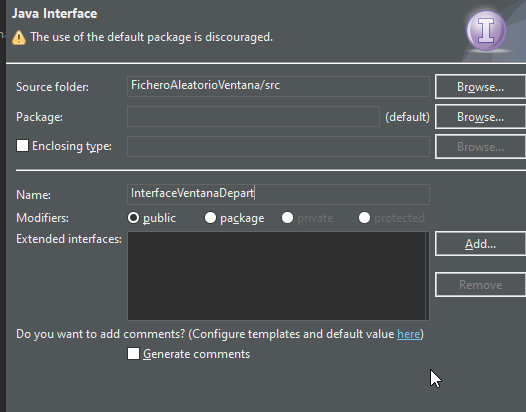 Java Interface
The use of the default package is discouraged.
Source folder: FicheroAleatorioVentana/src Browse...
Package: (default) Browse...
Enclosing type: Browse...
Name: InterfaceVentanaDepart
Modifiers: public package private protected
Extended interfaces: Add...
Remove
Do you want to add comments? (Configure templates and default value here)
Generate comments